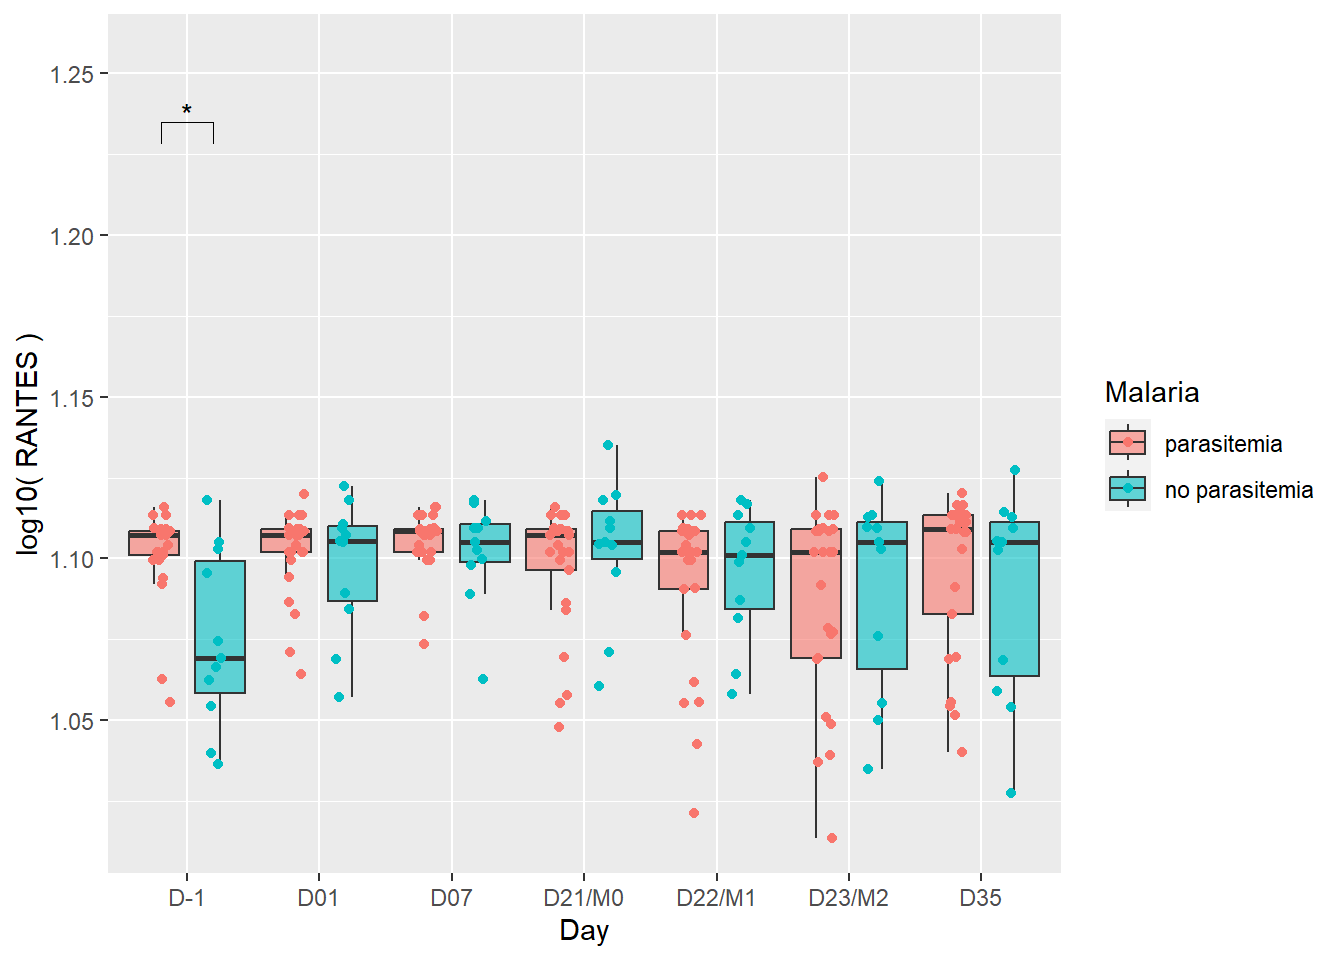 1.25
*
1.20
1.15
1.10
1.05
log10( RANTES )
D-1 D01 D07 D21/M0 D22/M1 D23/M2 D35
Day
Malaria
parasitemia
no parasitemia